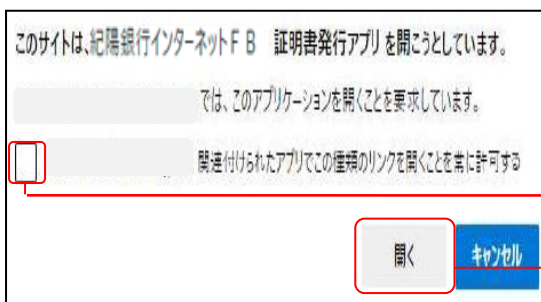 このサイトは、紀陽銀行インターネットＦＢ　証明書発行アプリ を開こうとしています。
では、このアプリケーションを開くことを要求しています。
関連付けられたアプリでこの種類のリンクを開くことを常に許可する
開く
キャンセル